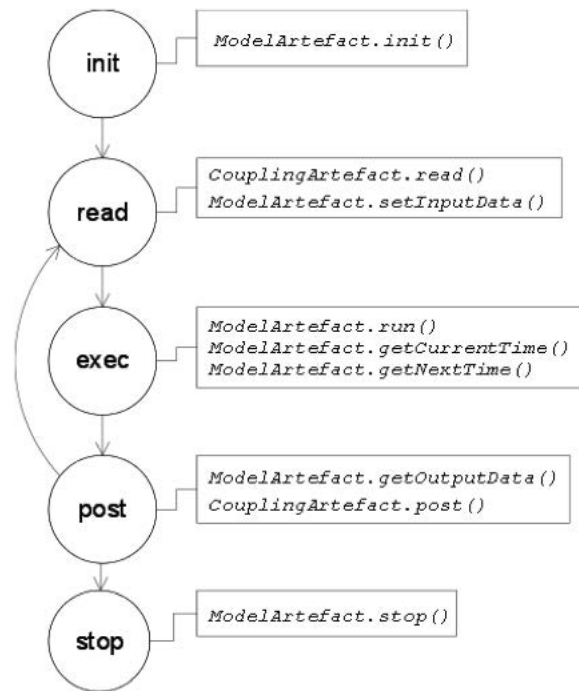 init
ModelArtefact.init()
read
CouplingArtefact.read()
ModelArtefact.setInputData()
exec
ModelArtefact.run()
ModelArtefact.getCurrentTime()
ModelArtefact.getNextTime()
post
ModelArtefact.getOutputData()
CouplingArtefact.post()
stop
ModelArtefact.stop()